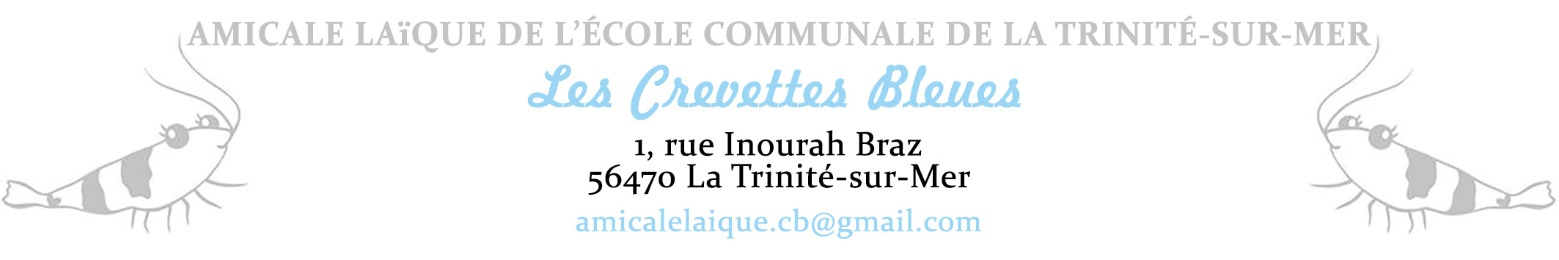 AMICALE LAïQUE DE L’ÉCOLE COMMUNALE DE LA TRINITÉ-SUR-MER
Les Crevettes Bleues
1, rue Inourah Braz
56470 La Trinité-sur-Mer
amicalelaique.cb@gmail.com